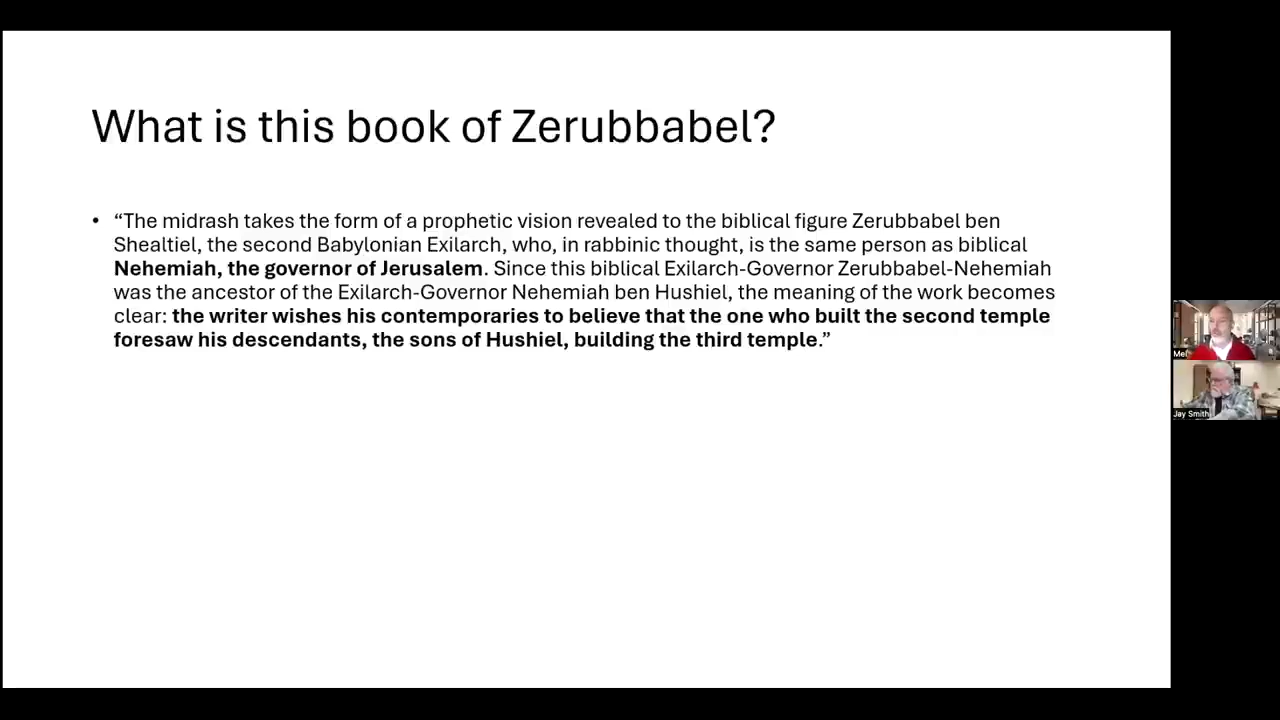 What is this book of Zerubbabel?
• “The midrash takes the form of a prophetic vision revealed to the biblical figure Zerubbabel ben
Shealtiel, the second Babylonian Exilarch, who, in rabbinic thought, is the same person as biblical
Nehemiah, the governor of Jerusalem. Since this biblical Exilarch-Governor Zerubbabel-Nehemiah
was the ancestor of the Exilarch-Governor Nehemiah ben Hushiel, the meaning of the work becomes
clear: the writer wishes his contemporaries to believe that the one who built the second temple
foresaw his descendants, the sons of Hushiel, building the third temple.”
Mel
Jay Smith